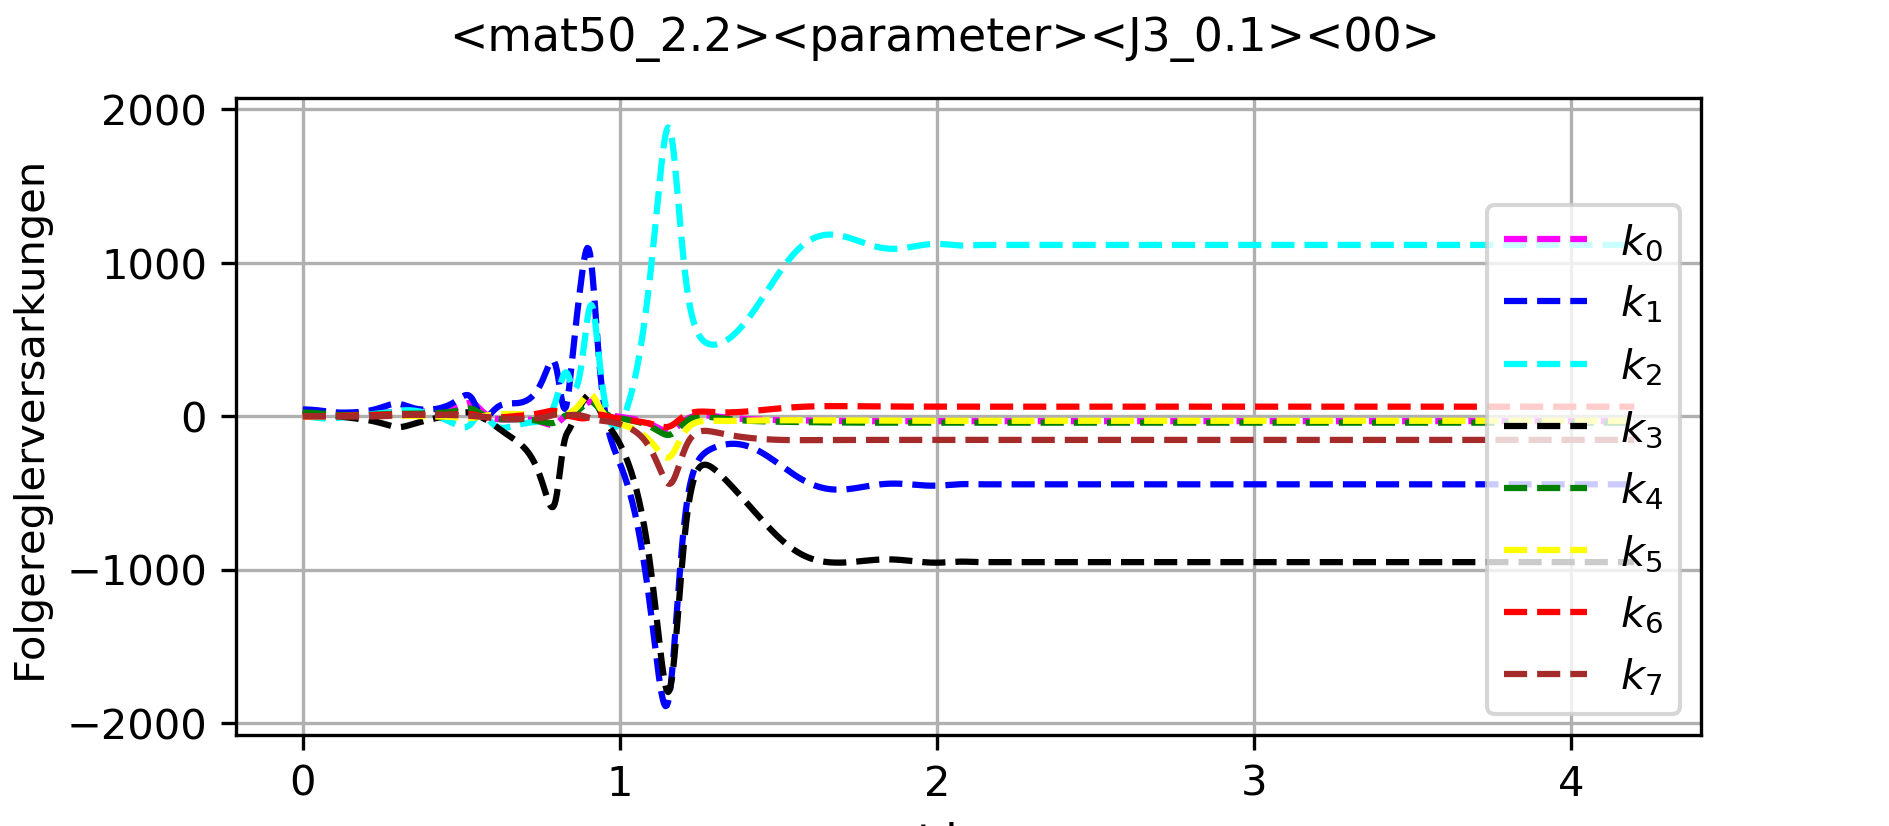 <mat50_2.2><parameter><J3_0.1><00>
Folgereglerversarkungen
2000
1000
0
−1000
−2000
0 1 2 3 4
k0
k1
k2
k3
k4
k5
k6
k7